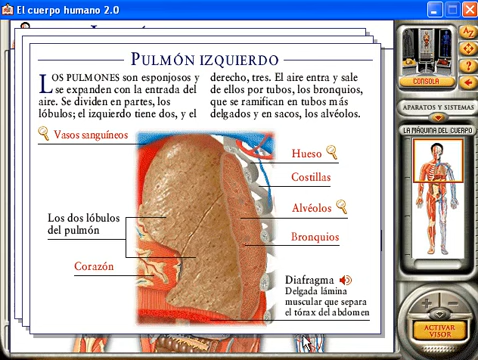 El cuerpo humano 2.0
PULMÓN IZQUIERDO
LOS PULMONES son esponjosos y
se expanden con la entrada del
aire. Se dividen en partes, los
lóbulos; el izquierdo tiene dos, y el
derecho, tres. El aire entra y sale
de ellos por tubos, los bronquios,
que se ramifican en tubos más
delgados y en sacos, los alvéolos.
Vasos sanguíneos
Hueso
Costillas
Alvéolos
Bronquios
Los dos lóbulos
del pulmón
Corazón
Diafragma
Delgada lámina
muscular que separa
el tórax del abdomen
CONSOLA
AZ
?
APARATOS Y SISTEMAS
LA MÁQUINA DEL CUERPO
ACTIVAR
VISOR